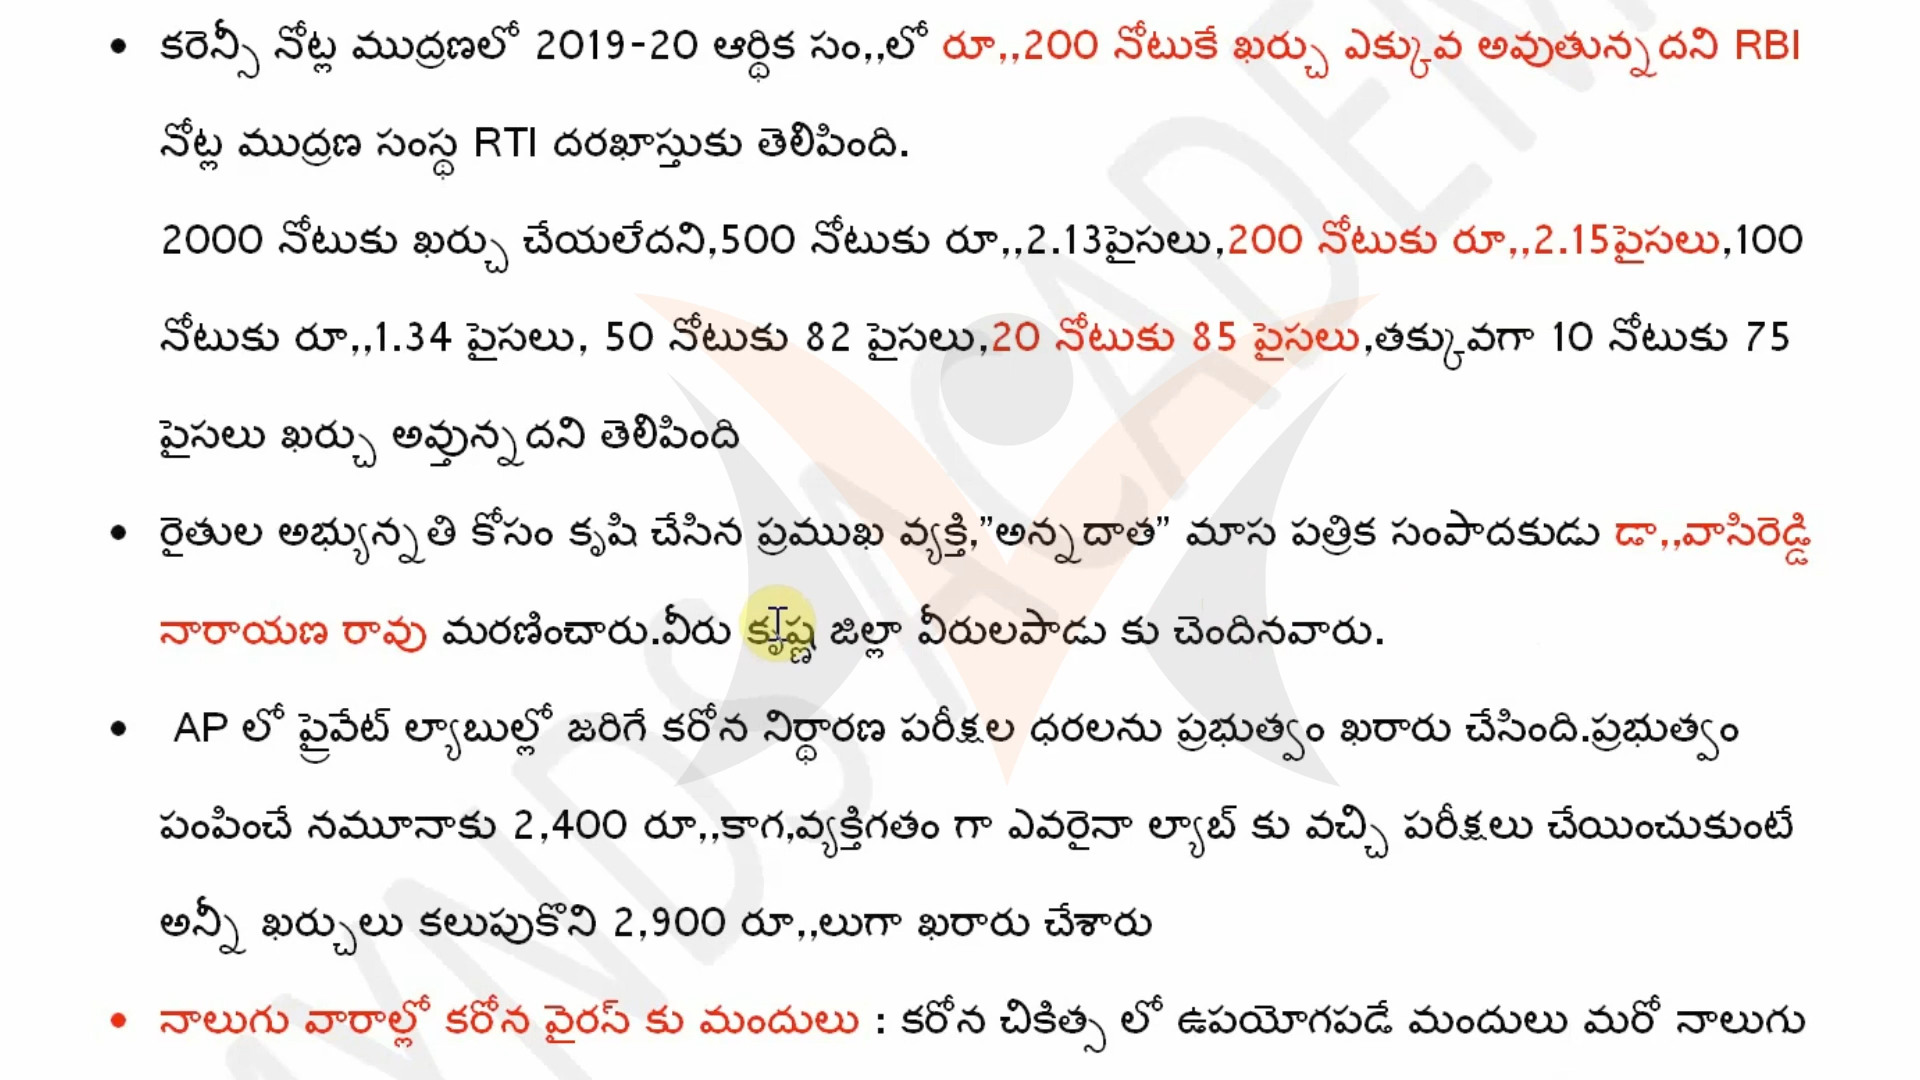 • కరెన్సీ నోట్ల ముద్రణలో 2019-20 ఆర్థిక సం,,లో రూ,,200 నోటుకే ఖర్చు ఎక్కువ అవుతున్నదని RBI
నోట్ల ముద్రణ సంస్థ RTI దరఖాస్తుకు తెలిపింది.
2000 నోటుకు ఖర్చు చేయలేదని,500 నోటుకు రూ,,2.13పైసలు,200 నోటుకు రూ,,2.15పైసలు,100
నోటుకు రూ,,1.34 పైసలు, 50 నోటుకు 82 పైసలు,20 నోటుకు 85 పైసలు,తక్కువగా 10 నోటుకు 75
పైసలు ఖర్చు అవ్తున్నదని తెలిపింది
• రైతుల అభ్యున్నతి కోసం కృషి చేసిన ప్రముఖ వ్యక్తి,”అన్నదాత” మాస పత్రిక సంపాదకుడు డా,,వాసిరెడ్డి
నారాయణ రావు మరణించారు.వీరు కృష్ణ జిల్లా వీరులపాడు కు చెందినవారు.
• AP లో ప్రైవేట్ ల్యాబుల్లో జరిగే కరోన నిర్థారణ పరీక్షల ధరలను ప్రభుత్వం ఖరారు చేసింది.ప్రభుత్వం
పంపించే నమూనాకు 2,400 రూ,,కాగ,వ్యక్తిగతం గా ఎవరైనా ల్యాబ్ కు వచ్చి పరీక్షలు చేయించుకుంటే
అన్నీ ఖర్చులు కలుపుకొని 2,900 రూ,,లుగా ఖరారు చేశారు
• నాలుగు వారాల్లో కరోన వైరస్ కు మందులు : కరోన చికిత్స లో ఉపయోగపడే మందులు మరో నాలుగు